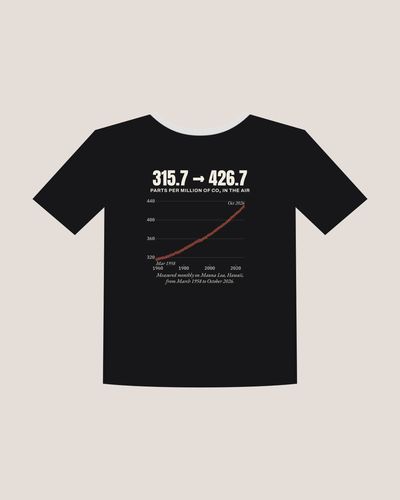 315.7 → 426.7
PARTS PER MILLION OF CO₂ IN THE AIR
440
Oct 2026
400
360
320
Mar 1958
1960 1980 2000 2020
Measured monthly on Mauna Loa, Hawaii,
from March 1958 to October 2026.